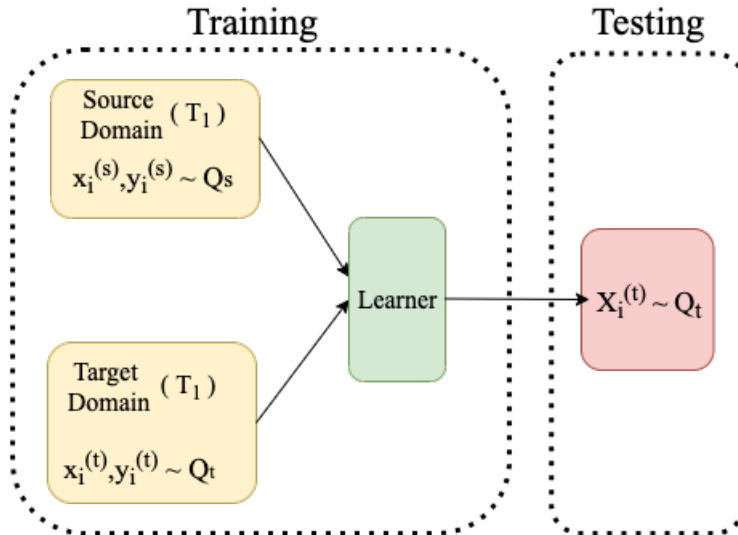 Training
Testing
Source
Domain ( T₁ )
xᵢ⁽ˢ⁾,yᵢ⁽ˢ⁾ ~ Qs
Learner
Xᵢ⁽ᵗ⁾ ~ Qₜ
Target
Domain ( T₁ )
xᵢ⁽ᵗ⁾,yᵢ⁽ᵗ⁾ ~ Qₜ